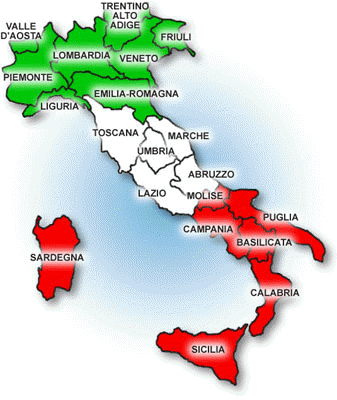 TRENTINO
ALTO
ADIGE
VALLE
D'AOSTA
FRIULI
LOMBARDIA
VENETO
PIEMONTE
EMILIA-ROMAGNA
LIGURIA
TOSCANA
MARCHE
UMBRIA
ABRUZZO
LAZIO
MOLISE
PUGLIA
CAMPANIA
BASILICATA
SARDEGNA
CALABRIA
SICILIA